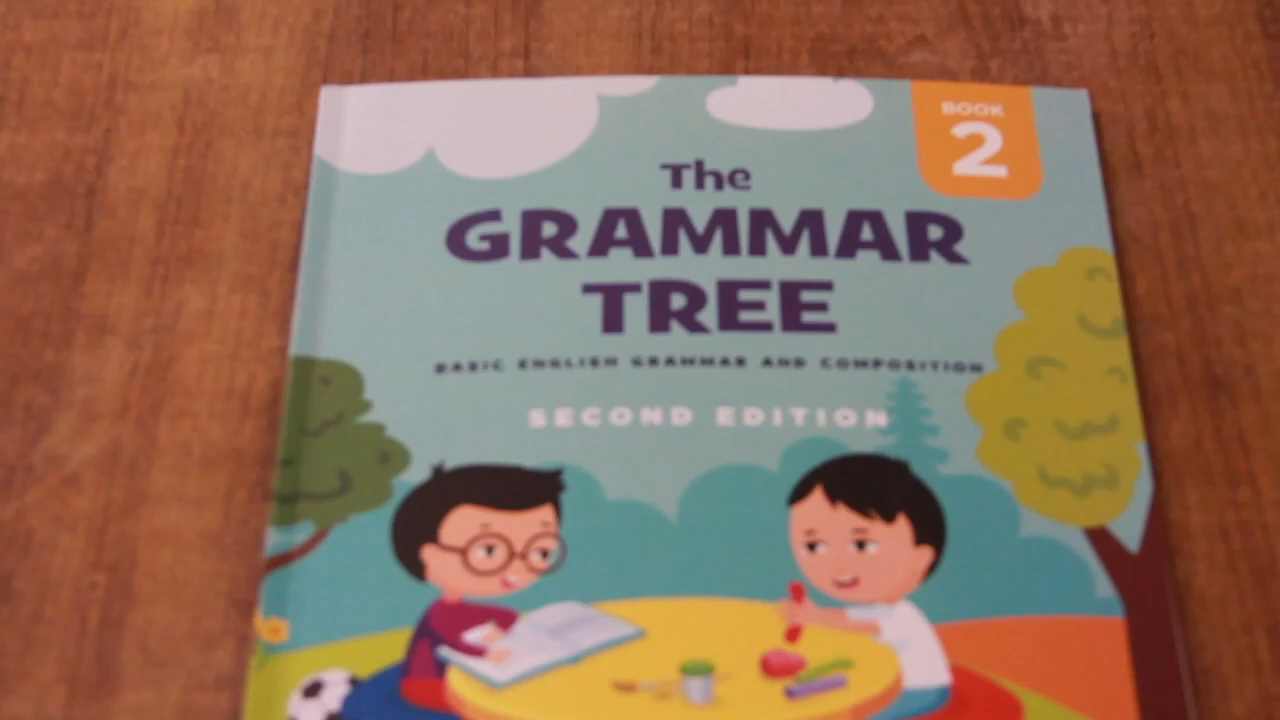 BOOK
2
The
GRAMMAR
TREE
BASIC ENGLISH GRAMMAR AND COMPOSITION
SECOND EDITION